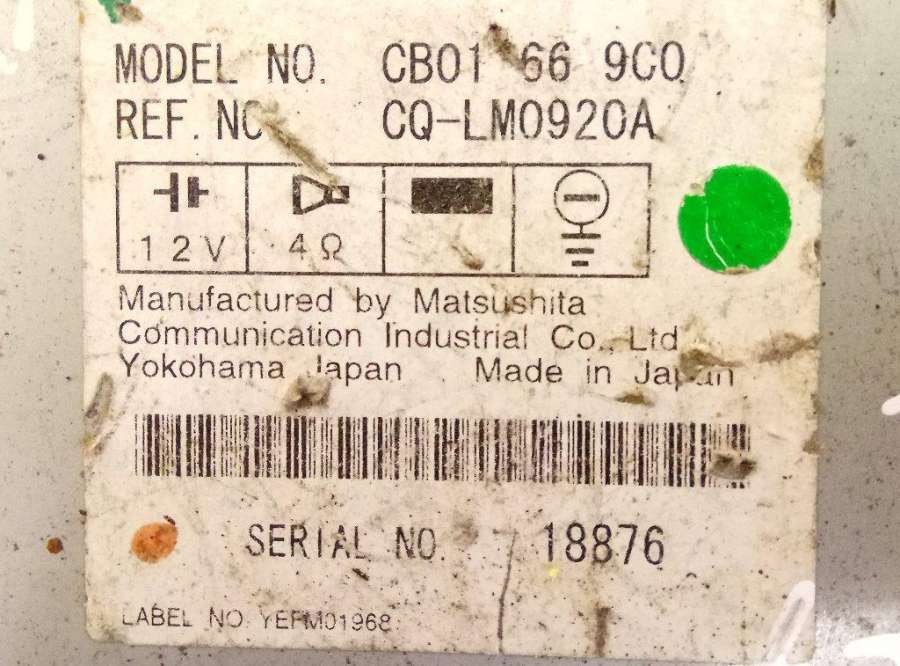 MODEL NO. CB01 66 9C0
REF. NO CQ-LM0920A
12V 4Ω
Manufactured by Matsushita
Communication Industrial Co., Ltd
Yokohama Japan Made in Japan
SERIAL NO. 18876
LABEL NO. YEFM01968